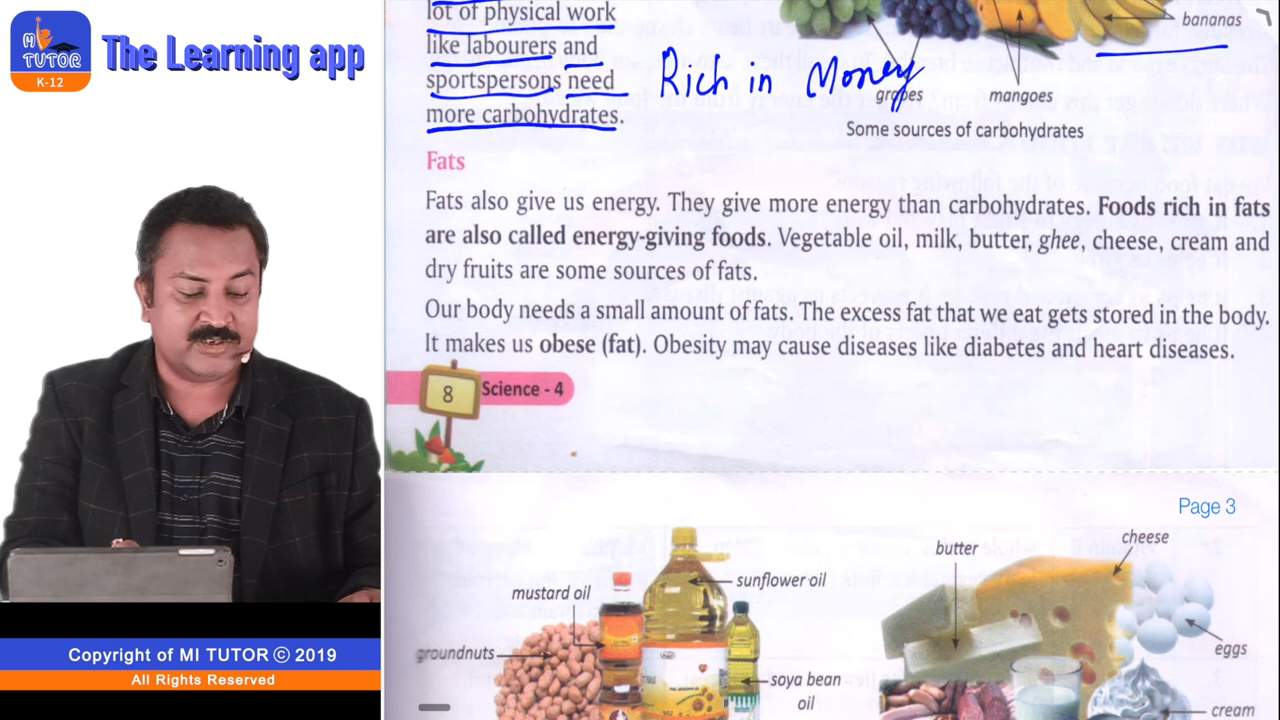 MI
TUTOR
K-12
The Learning app
lot of physical work
like labourers and
sportspersons need
more carbohydrates.
Rich in Money
bananas
grapes
mangoes
Some sources of carbohydrates
Fats
Fats also give us energy. They give more energy than carbohydrates. Foods rich in fats
are also called energy-giving foods. Vegetable oil, milk, butter, ghee, cheese, cream and
dry fruits are some sources of fats.
Our body needs a small amount of fats. The excess fat that we eat gets stored in the body.
It makes us obese (fat). Obesity may cause diseases like diabetes and heart diseases.
8
Science - 4
Page 3
cheese
butter
sunflower oil
mustard oil
groundnuts
eggs
soya bean
oil
cream
Copyright of MI TUTOR © 2019
All Rights Reserved